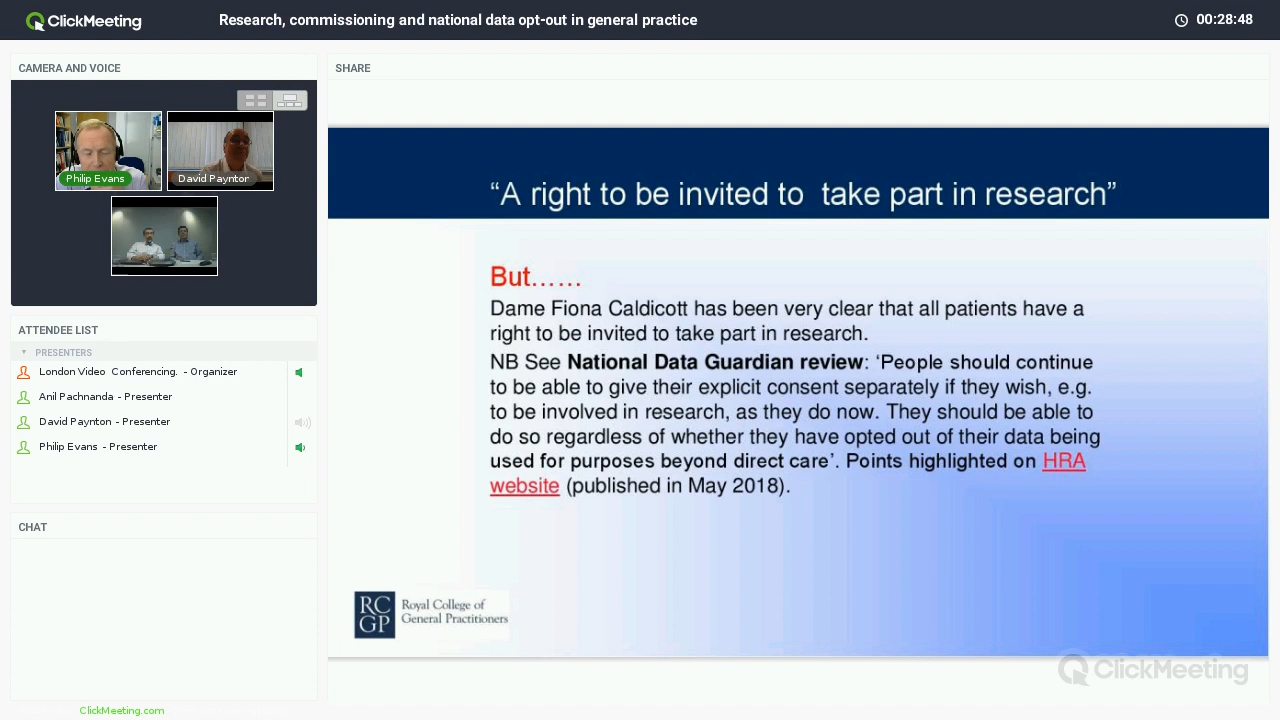 ClickMeeting
Research, commissioning and national data opt-out in general practice
00:28:48
CAMERA AND VOICE
Philip Evans
David Payntor
ATTENDEE LIST
PRESENTERS
London Video Conferencing. - Organizer
Anil Pachnanda - Presenter
David Paynton - Presenter
Philip Evans - Presenter
CHAT
ClickMeeting.com
SHARE
“A right to be invited to take part in research”
But......
Dame Fiona Caldicott has been very clear that all patients have a
right to be invited to take part in research.
NB See National Data Guardian review: ‘People should continue
to be able to give their explicit consent separately if they wish, e.g.
to be involved in research, as they do now. They should be able to
do so regardless of whether they have opted out of their data being
used for purposes beyond direct care’. Points highlighted on HRA
website (published in May 2018).
RC
GP
Royal College of
General Practitioners
ClickMeeting